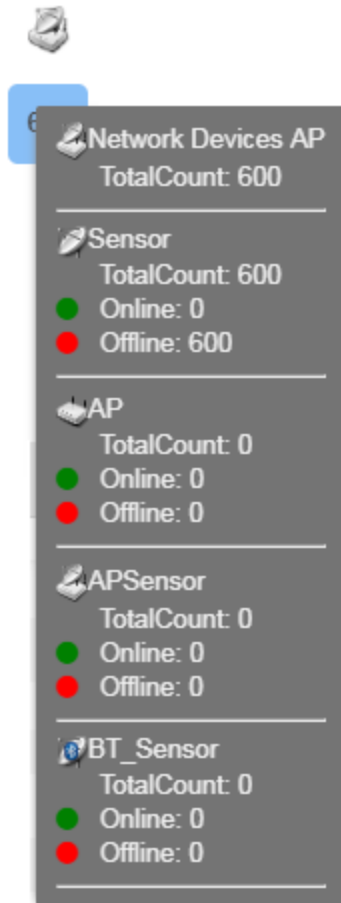 Network Devices AP
TotalCount: 600
Sensor
TotalCount: 600
Online: 0
Offline: 600
AP
TotalCount: 0
Online: 0
Offline: 0
APSensor
TotalCount: 0
Online: 0
Offline: 0
BT_Sensor
TotalCount: 0
Online: 0
Offline: 0